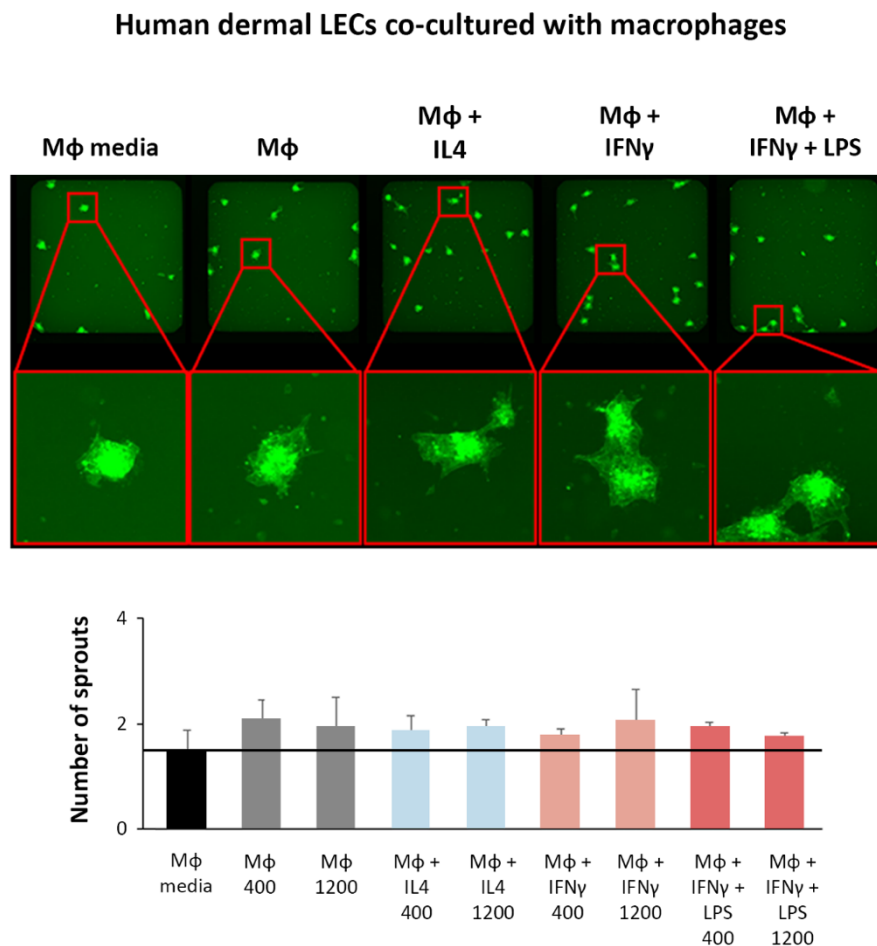 Human dermal LECs co-cultured with macrophages
Mϕ media
Mϕ
Mϕ +
IL4
Mϕ +
IFNγ
Mϕ +
IFNγ + LPS
Number of sprouts
4
2
0
Mϕ
media
Mϕ
400
Mϕ
1200
Mϕ +
IL4
400
Mϕ +
IL4
1200
Mϕ +
IFNγ
400
Mϕ +
IFNγ
1200
Mϕ +
IFNγ +
LPS
400
Mϕ +
IFNγ +
LPS
1200